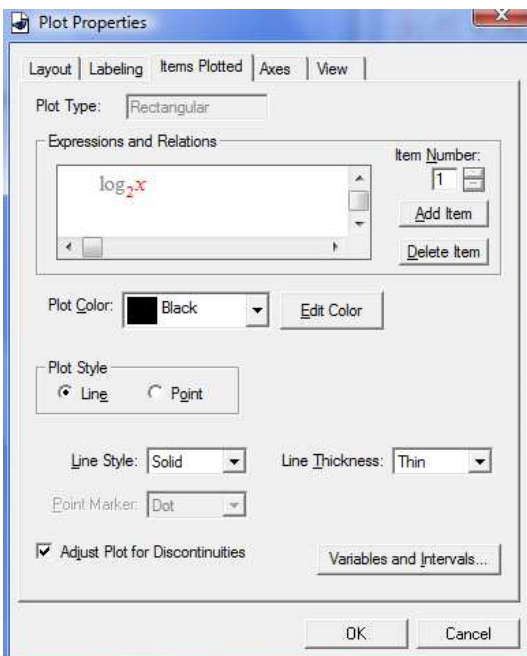 Plot Properties
Layout Labeling Items Plotted Axes View
Plot Type: Rectangular
Expressions and Relations
Item Number:
log₂x
1
Add Item
Delete Item
Plot Color: Black Edit Color
Plot Style
Line Point
Line Style: Solid Line Thickness: Thin
Point Marker: Dot
Adjust Plot for Discontinuities
Variables and Intervals...
OK Cancel